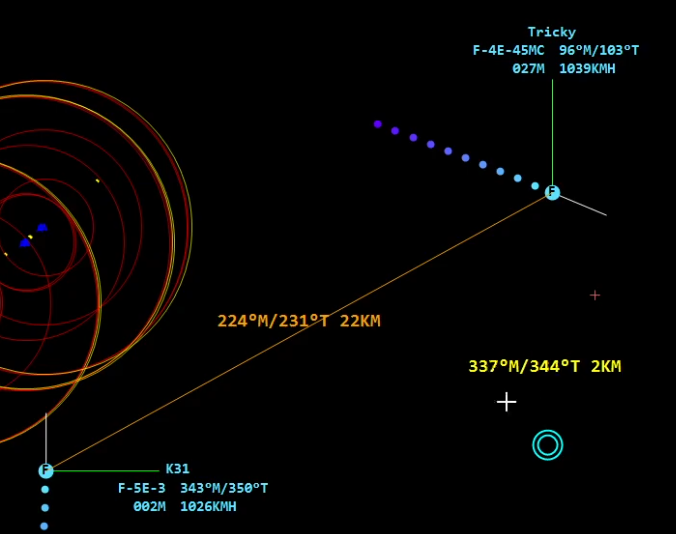 Tricky
F-4E-45MC 96°M/103°T
027M 1039KMH
F
224°M/231°T 22KM
337°M/344°T 2KM
F
K31
F-5E-3 343°M/350°T
002M 1026KMH